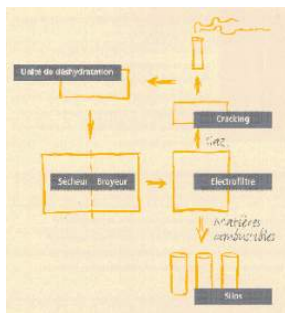 Unité de déshydratation
Cracking
Gaz
Sécheur Broyeur
Electrofiltre
Matières
combustibles
Silos